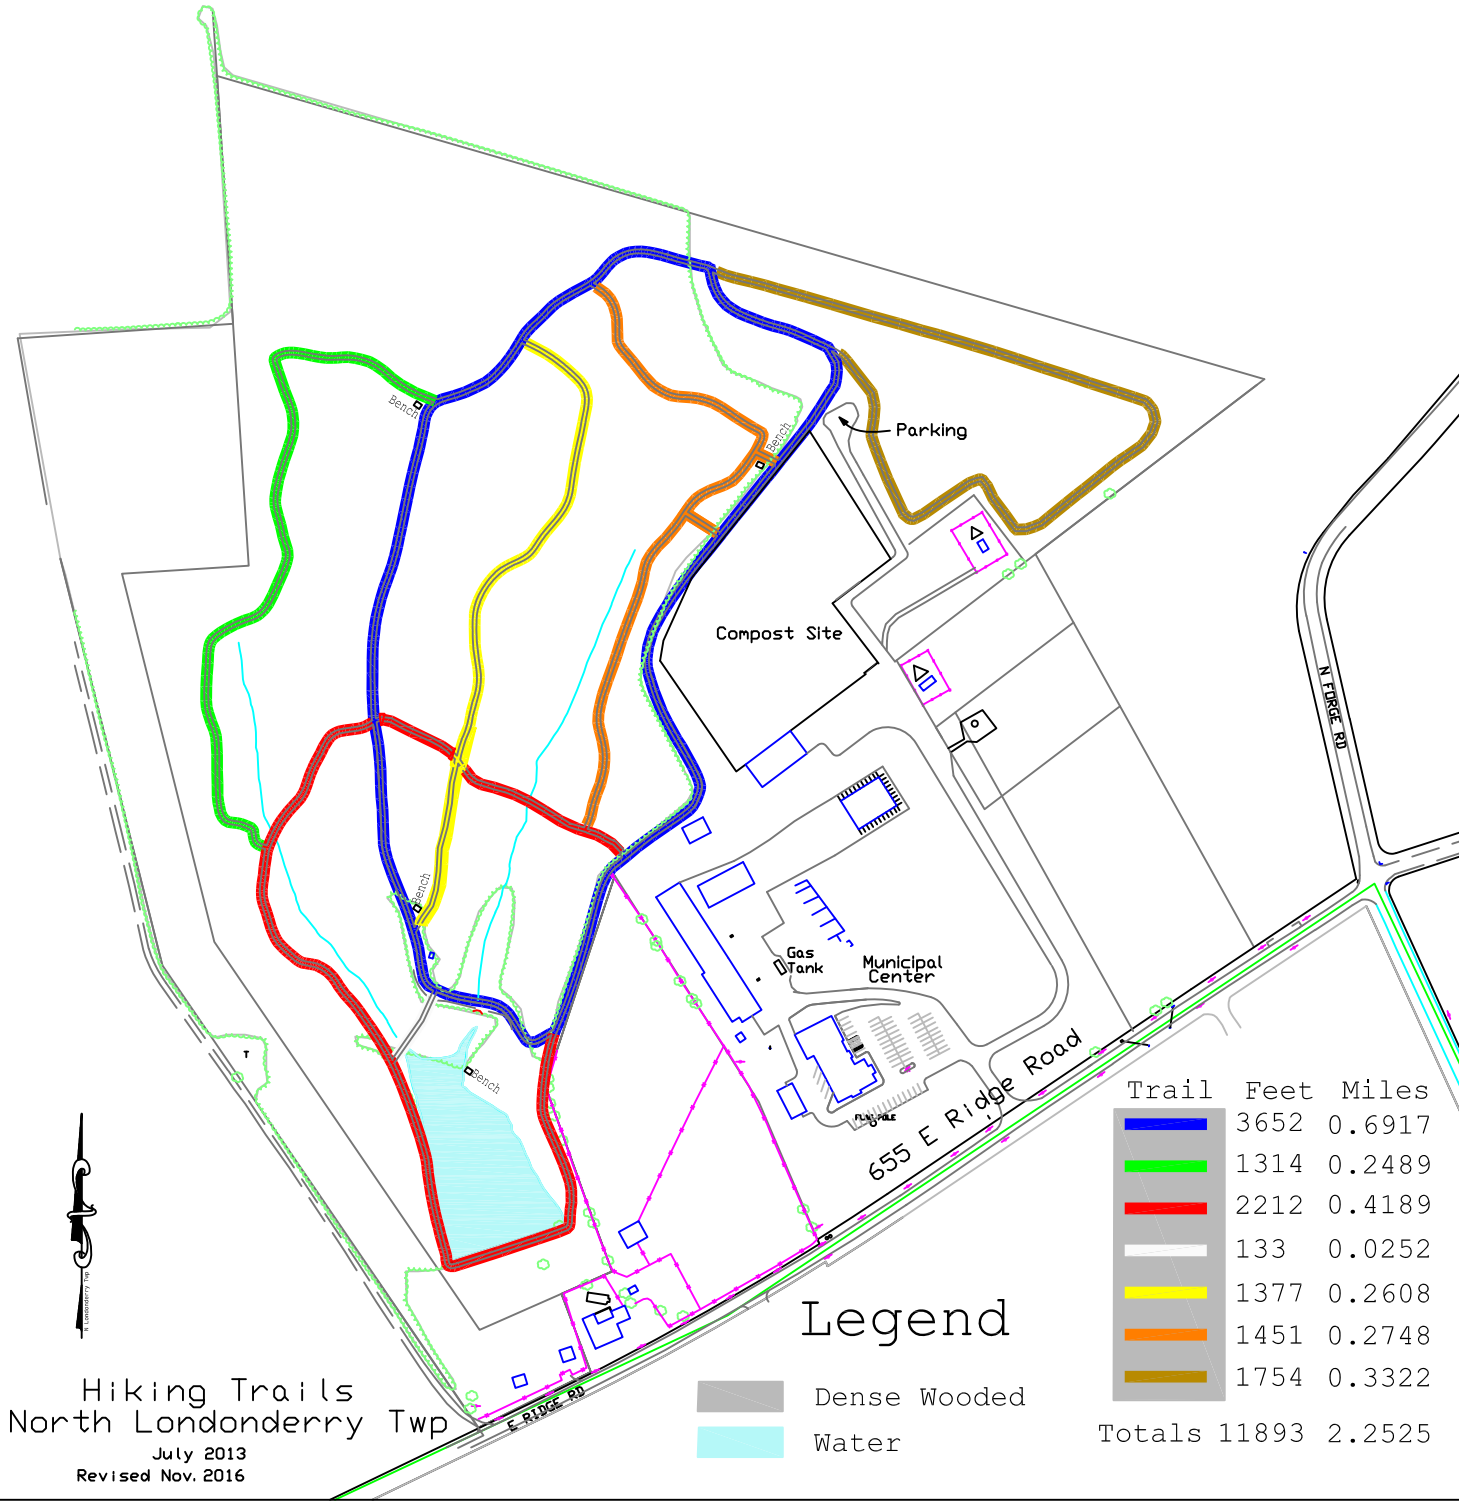 Bench
Bench
Parking
Compost Site
N FORGE RD
Bench
Gas
Tank
Municipal
Center
T
Bench
655 E Ridge Road
Trail Feet Miles
3652 0.6917
1314 0.2489
2212 0.4189
133 0.0252
1377 0.2608
1451 0.2748
1754 0.3322
Totals 11893 2.2525
N Londonderry Twp
Legend
Dense Wooded
Water
Hiking Trails
North Londonderry Twp
July 2013
Revised Nov. 2016
E RIDGE RD